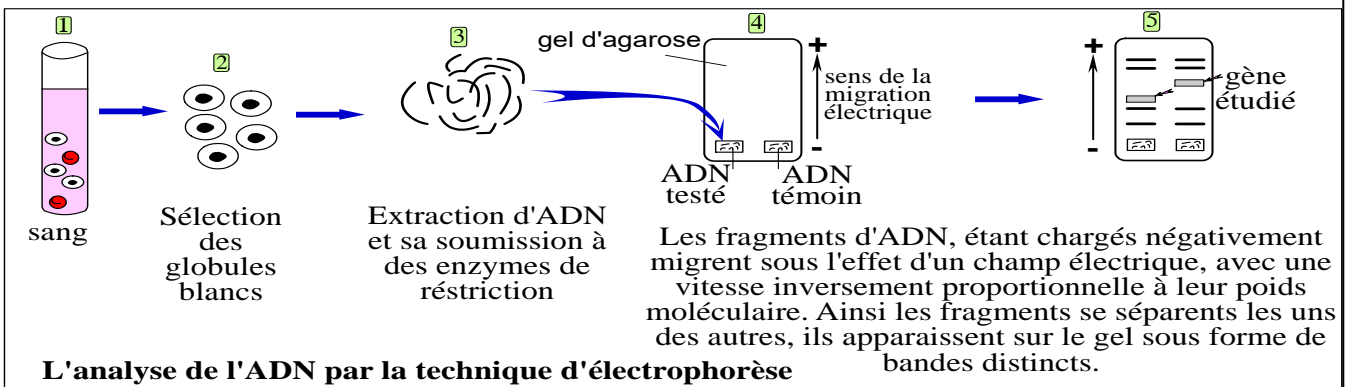 1
sang
2
Sélection
des
globules
blancs
3
Extraction d'ADN
et sa soumission à
des enzymes de
réstriction
4
gel d'agarose
+
sens de la
migration
électrique
-
ADN
testé
ADN
témoin
5
+
-
gène
étudié
Les fragments d'ADN, étant chargés négativement
migrent sous l'effet d'un champ électrique, avec une
vitesse inversement proportionnelle à leur poids
moléculaire. Ainsi les fragments se séparents les uns
des autres, ils apparaissent sur le gel sous forme de
bandes distincts.
L'analyse de l'ADN par la technique d'électrophorèse